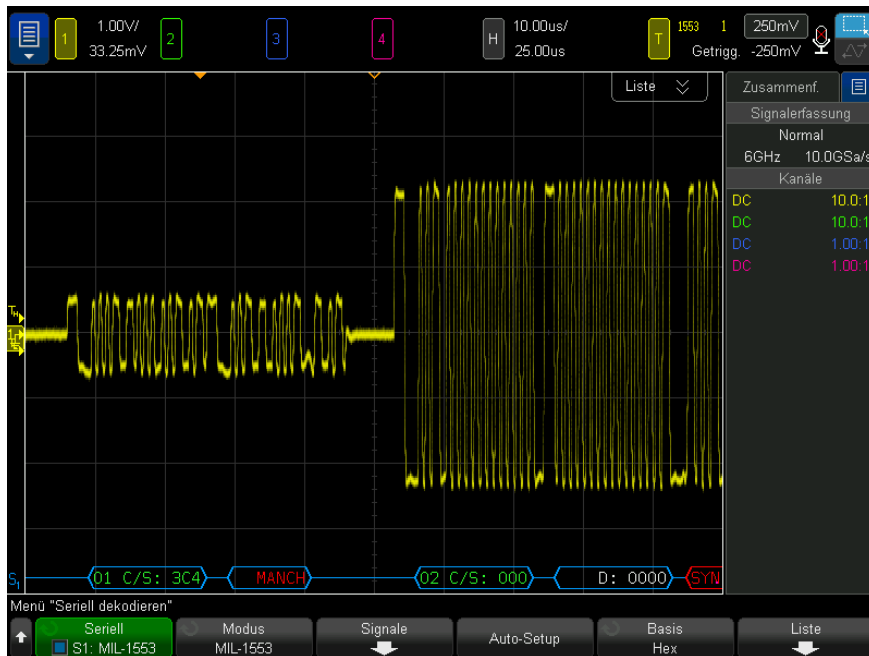 1 1.00V/ 2 3 4 H 10.00us/ T 1553 1 250mV
33.25mV 25.00us Getrigg. -250mV
Liste
Zusammenf.
Signalerfassung
Normal
6GHz 10.0GSa/s
Kanäle
DC 10.0:1
DC 10.0:1
DC 1.00:1
DC 1.00:1
S1 01 C/S: 3C4 MANCH 02 C/S: 000 D: 0000 SYN
Menü "Seriell dekodieren"
Seriell Modus Signale Auto-Setup Basis Liste
S1: MIL-1553 MIL-1553 Hex